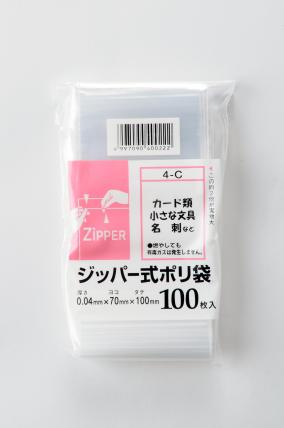 4997090600222
4-C
カード類
小さな文具
名刺など
ZIPPER
●燃やしても
有毒ガスは発生しません。
ジッパー式ポリ袋
厚さ ヨコ タテ
0.04mm×70mm×100mm
100枚入